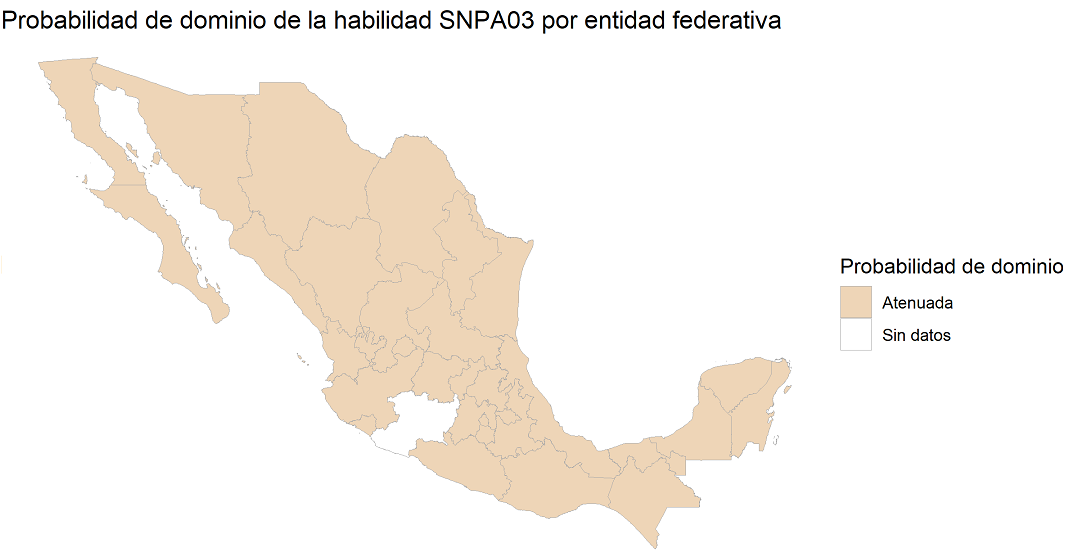 Probabilidad de dominio de la habilidad SNPA03 por entidad federativa
Probabilidad de dominio
Atenuada
Sin datos